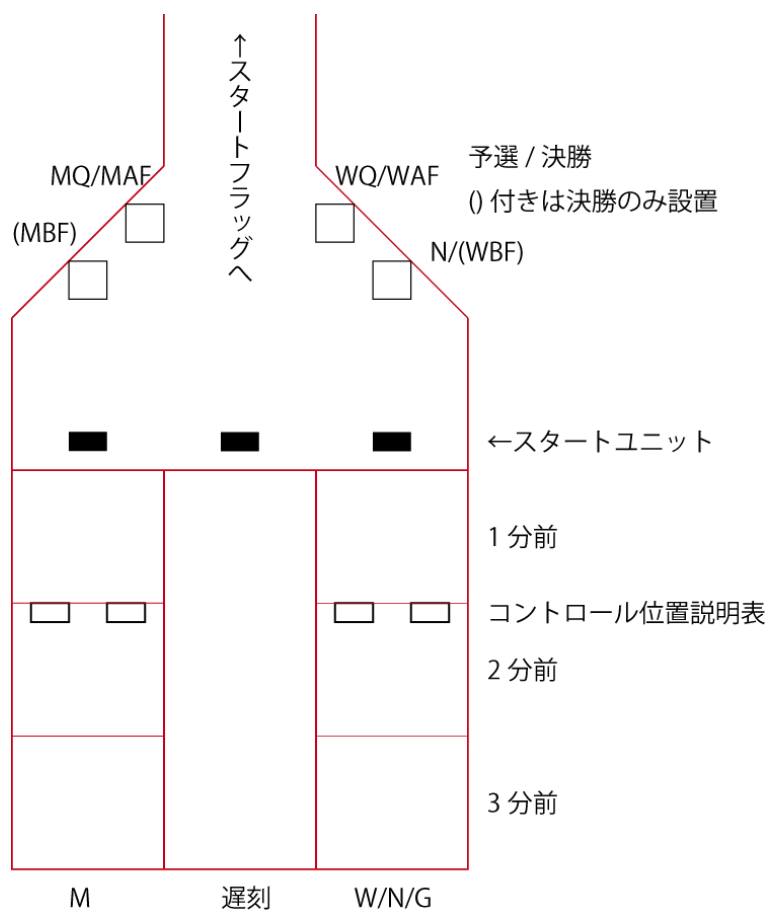 ↑スタートフラッグへ
予選 / 決勝
MQ/MAF
WQ/WAF
() 付きは決勝のみ設置
(MBF)
N/(WBF)
←スタートユニット
1 分前
コントロール位置説明表
2 分前
3 分前
M
遅刻
W/N/G